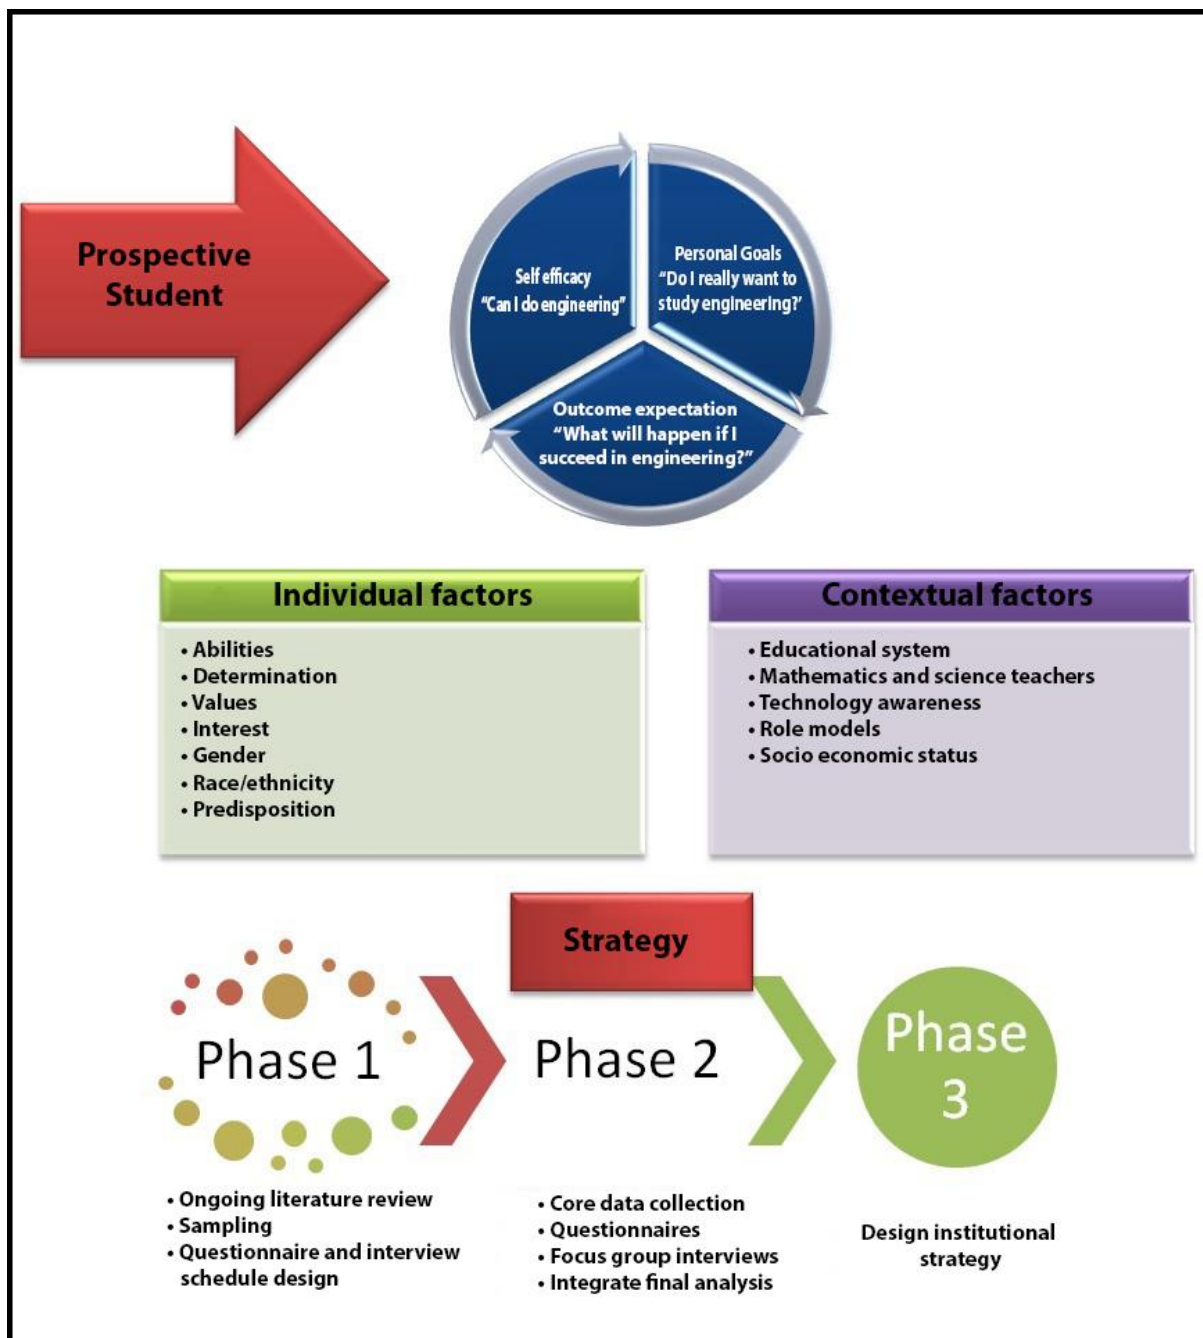 Prospective
Student
Self efficacy
“Can I do engineering”
Personal Goals
“Do I really want to
study engineering?’
Outcome expectation
“What will happen if I
succeed in engineering?”
Individual factors
• Abilities
• Determination
• Values
• Interest
• Gender
• Race/ethnicity
• Predisposition
Contextual factors
• Educational system
• Mathematics and science teachers
• Technology awareness
• Role models
• Socio economic status
Strategy
Phase 1
Phase 2
Phase
3
• Ongoing literature review
• Sampling
• Questionnaire and interview
schedule design
• Core data collection
• Questionnaires
• Focus group interviews
• Integrate final analysis
Design institutional
strategy